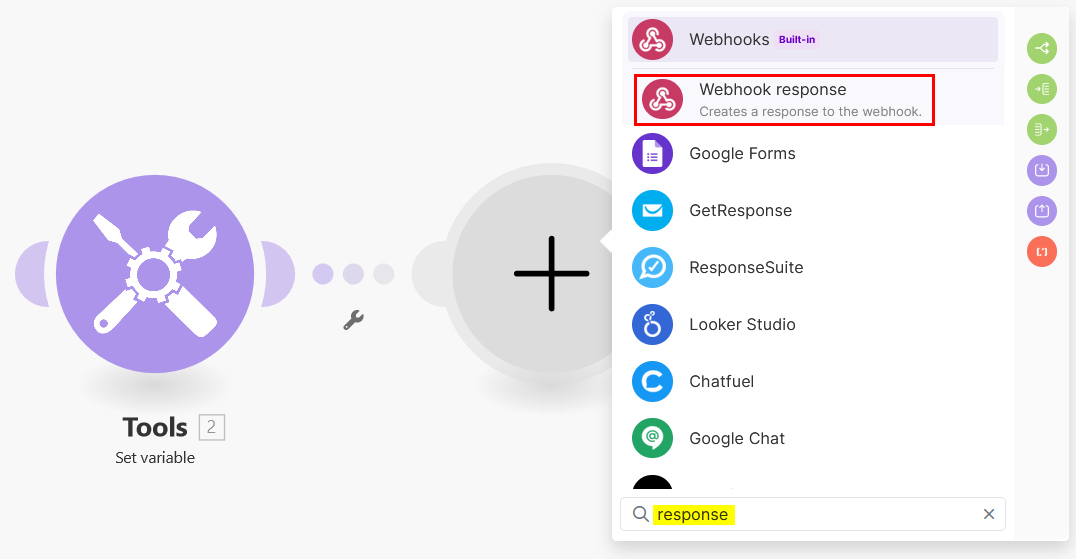 Webhooks Built-in
Webhook response
Creates a response to the webhook.
Google Forms
GetResponse
ResponseSuite
Looker Studio
Chatfuel
Google Chat
response
Tools 2
Set variable